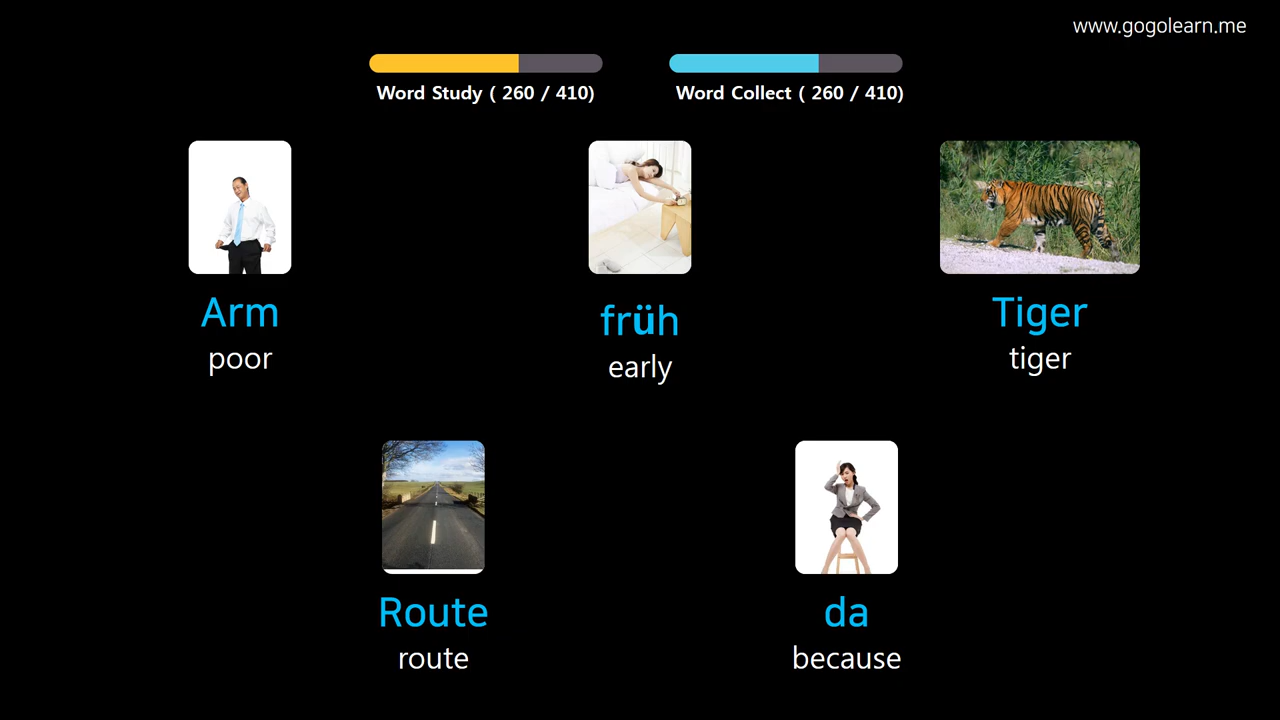 www.gogolearn.me
Word Study ( 260 / 410)
Word Collect ( 260 / 410)
Arm
poor
früh
early
Tiger
tiger
Route
route
da
because